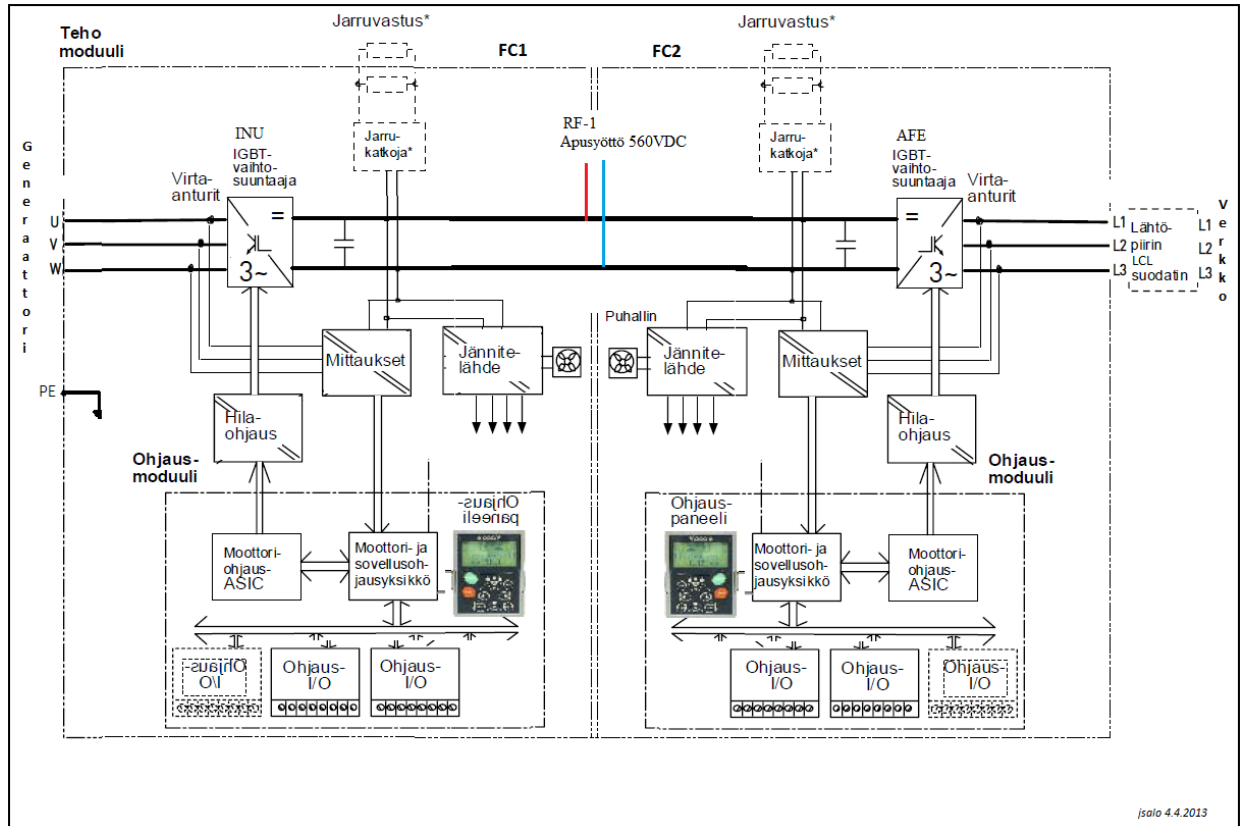 Teho
moduuli
Jarruvastus*
FC1
FC2
Jarruvastus*
Generaattori
INU
IGBT-
vaihto-
suuntaaja
Virta-
anturit
Jarru-
katkoja*
RF-1
Apusyöttö 560VDC
Jarru-
katkoja*
AFE
IGBT-
vaihto-
suuntaaja
Virta-
anturit
Verkko
U
V
W
=
3~
=
3~
L1
L2
L3
Lähtö-
piirin
LCL
suodatin
L1
L2
L3
PE
Mittaukset
Jännite-
lähde
Puhallin
Jännite-
lähde
Mittaukset
Hila-
ohjaus
Hila-
ohjaus
Ohjaus-
moduuli
Ohjaus-
moduuli
Ohjaus-
paneeli
Ohjaus-
paneeli
Moottori-
ohjaus-
ASIC
Moottori- ja
sovellusoh-
jausyksikkö
Moottori- ja
sovellusoh-
jausyksikkö
Moottori-
ohjaus-
ASIC
Ohjaus-
I/O
Ohjaus-
I/O
Ohjaus-
I/O
Ohjaus-
I/O
Ohjaus-
I/O
Ohjaus-
I/O
jsalo 4.4.2013